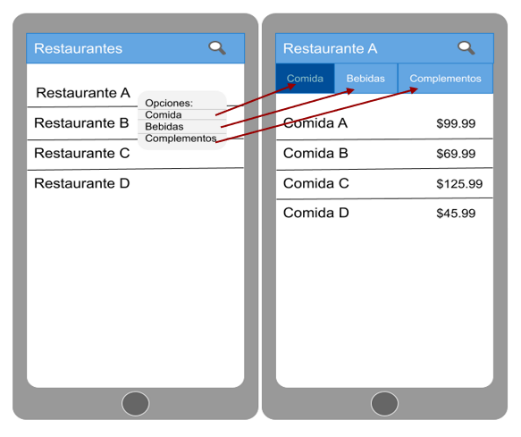 Restaurantes
Restaurante A
Opciones:
Comida
Bebidas
Complementos
Restaurante B
Restaurante C
Restaurante D
Restaurante A
Comida Bebidas Complementos
Comida A $99.99
Comida B $69.99
Comida C $125.99
Comida D $45.99